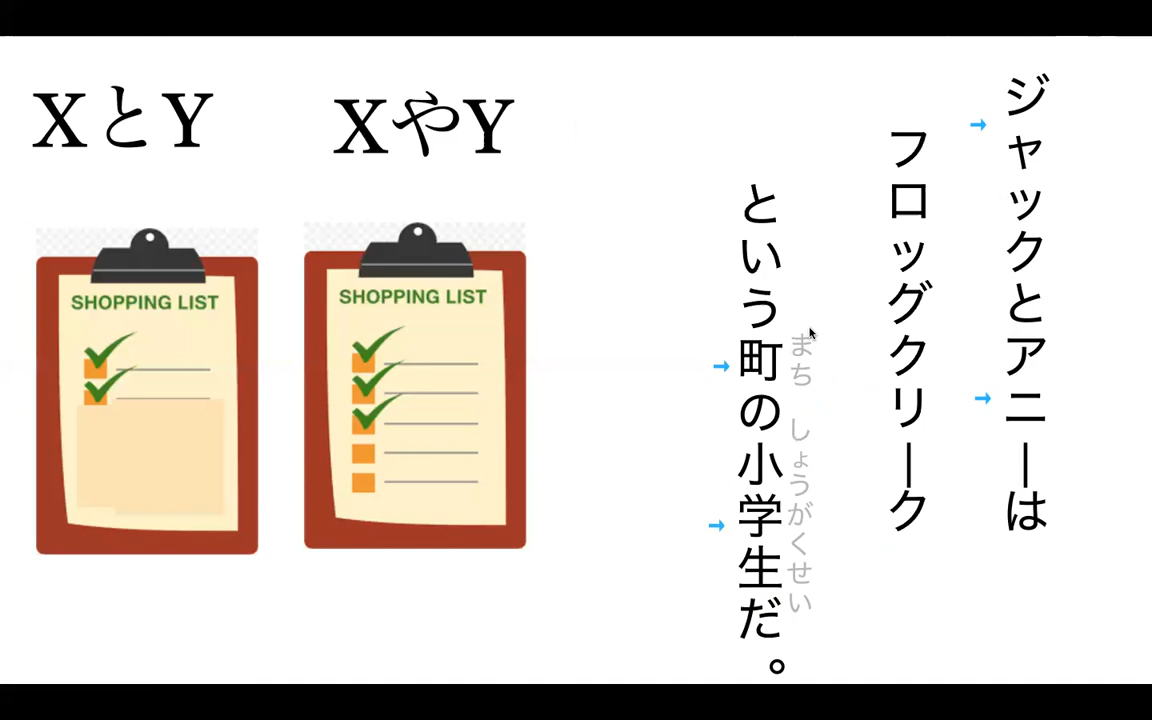 XとY
XやY
SHOPPING LIST
SHOPPING LIST
ジャックとアニーは
フロッグクリーク
という町の小学生だ。
まち しょうがくせい